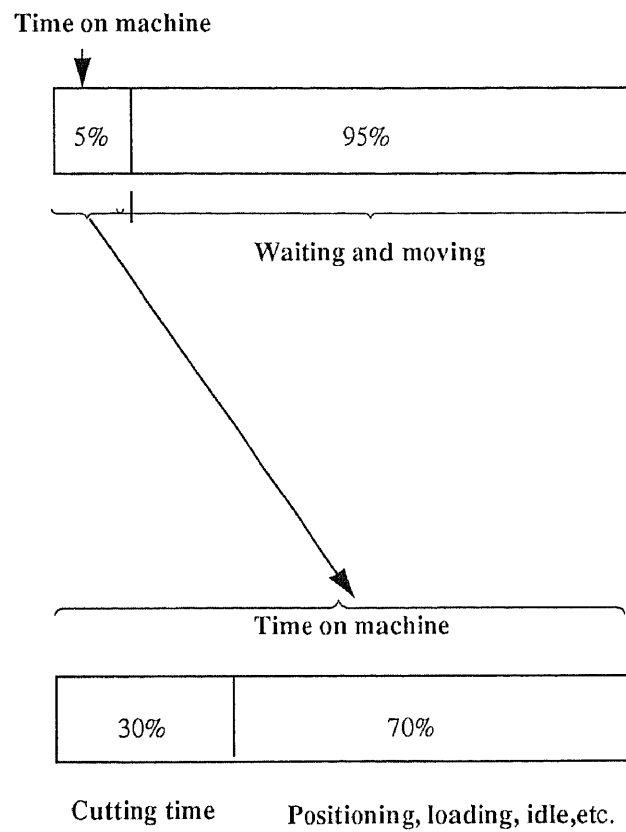 Time on machine
5% 95%
Waiting and moving
Time on machine
30% 70%
Cutting time Positioning, loading, idle,etc.